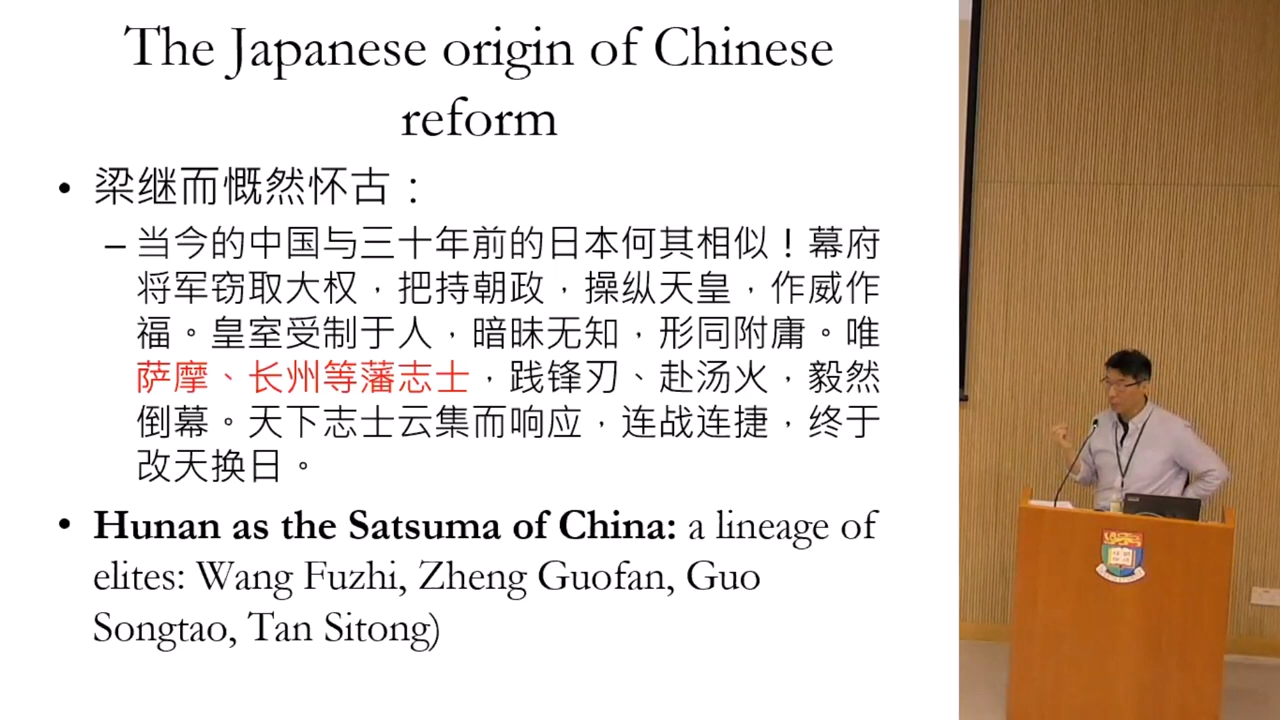 The Japanese origin of Chinese
reform
• 梁继而慨然怀古：
– 当今的中国与三十年前的日本何其相似！幕府
将军窃取大权，把持朝政，操纵天皇，作威作
福。皇室受制于人，暗昧无知，形同附庸。唯
萨摩、长州等藩志士，践锋刃、赴汤火，毅然
倒幕。天下志士云集而响应，连战连捷，终于
改天换日。
• Hunan as the Satsuma of China: a lineage of
elites: Wang Fuzhi, Zheng Guofan, Guo
Songtao, Tan Sitong)